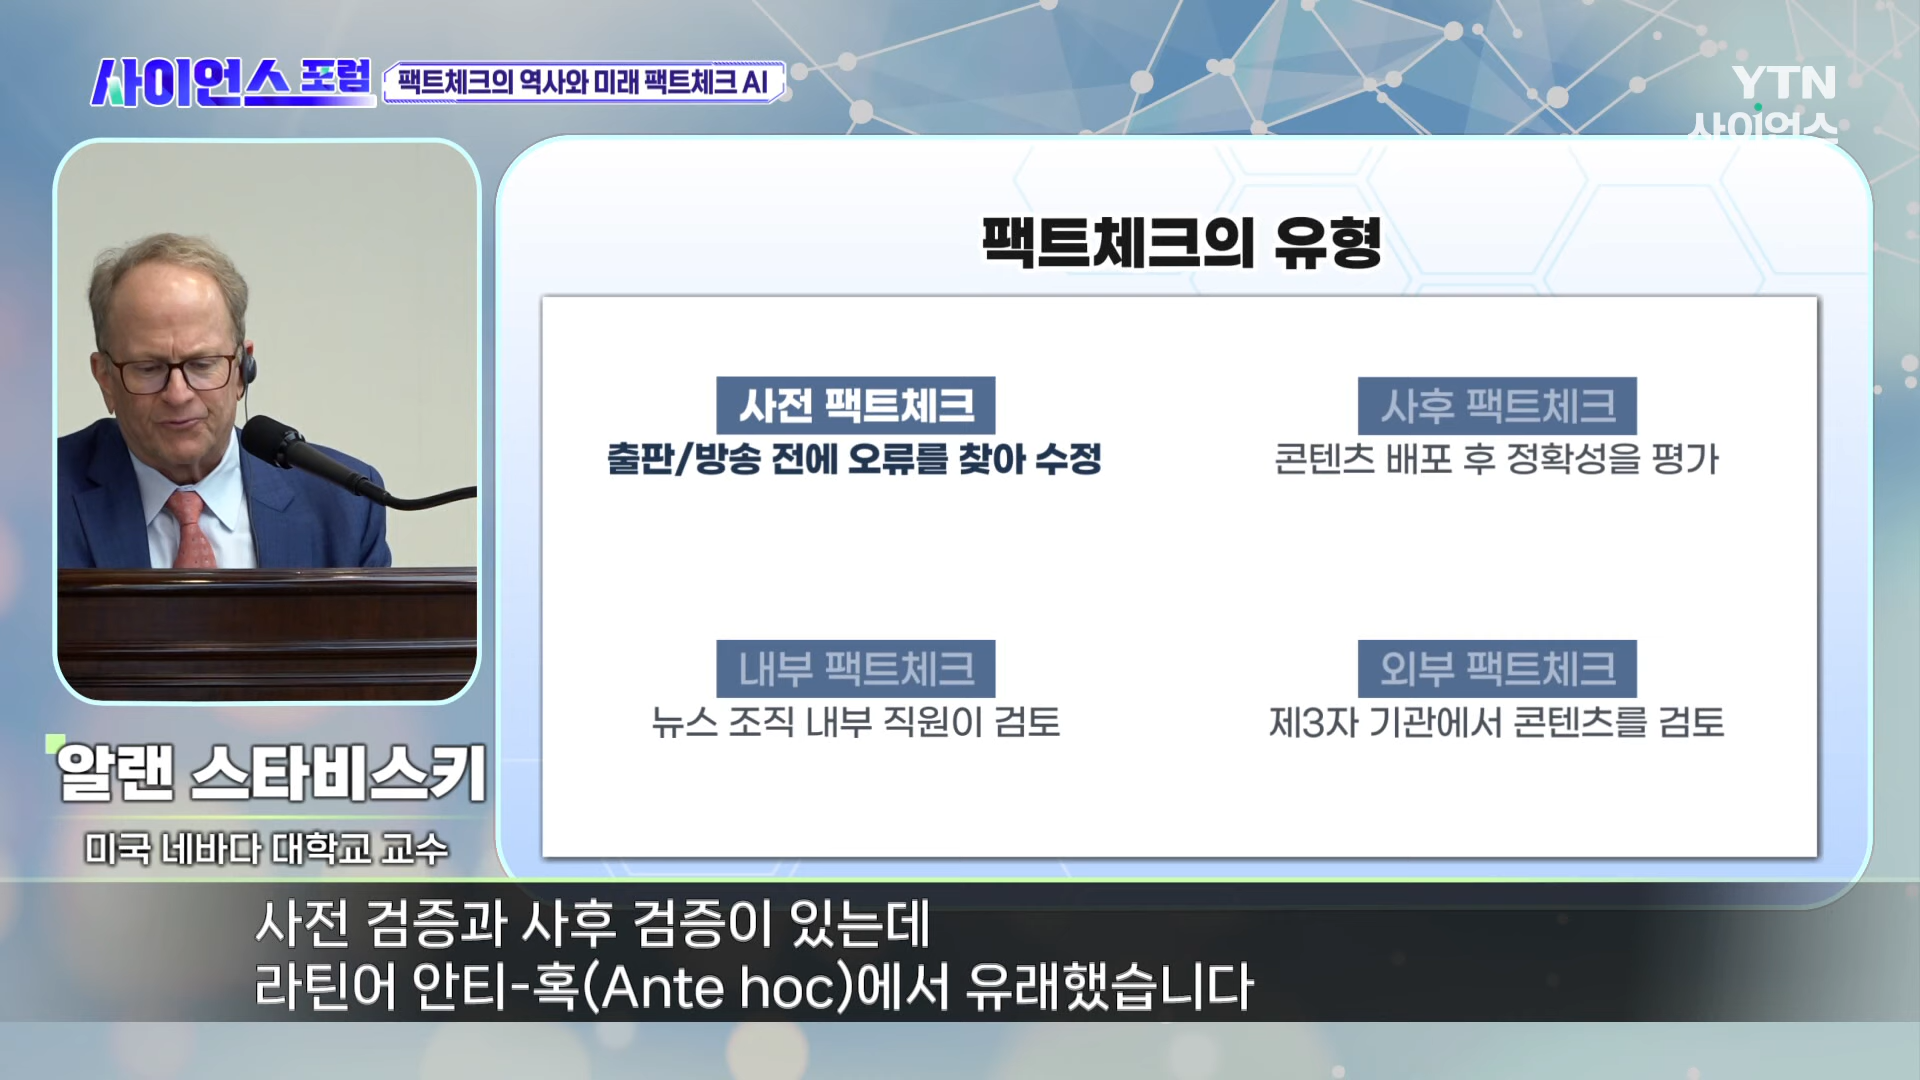 사이언스 포럼
팩트체크의 역사와 미래 팩트체크 AI
YTN
사이언스
팩트체크의 유형
사전 팩트체크
출판/방송 전에 오류를 찾아 수정
사후 팩트체크
콘텐츠 배포 후 정확성을 평가
내부 팩트체크
뉴스 조직 내부 직원이 검토
외부 팩트체크
제3자 기관에서 콘텐츠를 검토
알랜 스타비스키
미국 네바다 대학교 교수
사전 검증과 사후 검증이 있는데
라틴어 안티-혹(Ante hoc)에서 유래했습니다